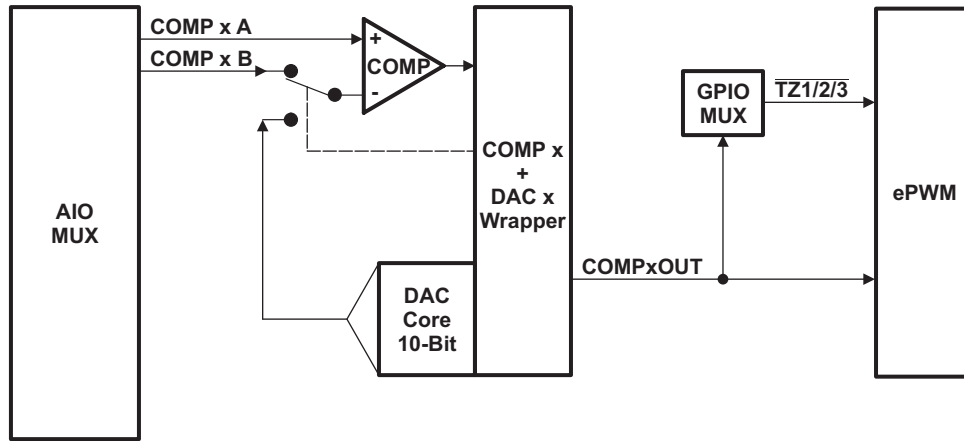 COMP x A
COMP x B
+
COMP
-
AIO
MUX
COMP x
+
DAC x
Wrapper
DAC
Core
10-Bit
COMPxOUT
GPIO
MUX
TZ1/2/3
ePWM